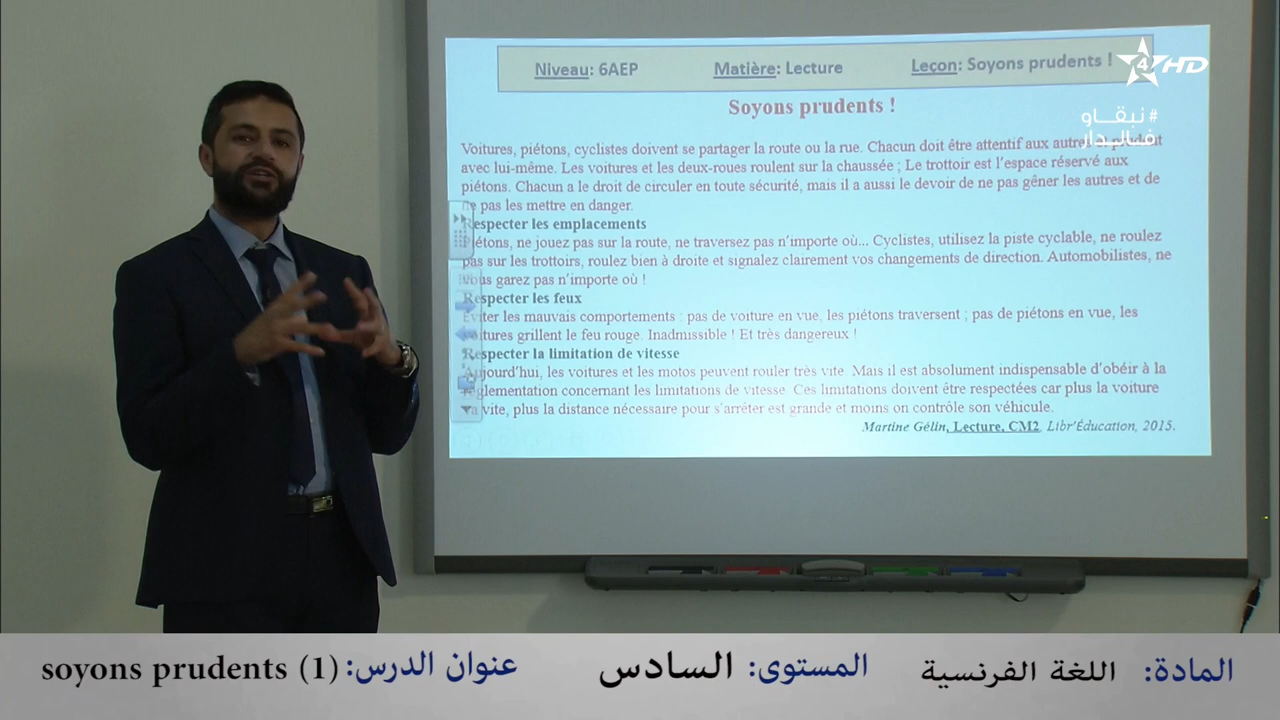 Niveau: 6AEP Matière: Lecture Leçon: Soyons prudents !
4 HD
#نبقاو
فالدار
Soyons prudents !
Voitures, piétons, cyclistes doivent se partager la route ou la rue. Chacun doit être attentif aux autres et prudent
avec lui-même. Les voitures et les deux-roues roulent sur la chaussée ; Le trottoir est l'espace réservé aux
piétons. Chacun a le droit de circuler en toute sécurité, mais il a aussi le devoir de ne pas gêner les autres et de
ne pas les mettre en danger.
Respecter les emplacements
Piétons, ne jouez pas sur la route, ne traversez pas n'importe où... Cyclistes, utilisez la piste cyclable, ne roulez
pas sur les trottoirs, roulez bien à droite et signalez clairement vos changements de direction. Automobilistes, ne
vous garez pas n'importe où !
Respecter les feux
Eviter les mauvais comportements : pas de voiture en vue, les piétons traversent ; pas de piétons en vue, les
voitures grillent le feu rouge. Inadmissible ! Et très dangereux !
Respecter la limitation de vitesse
Aujourd'hui, les voitures et les motos peuvent rouler très vite. Mais il est absolument indispensable d'obéir à la
réglementation concernant les limitations de vitesse. Ces limitations doivent être respectées car plus la voiture
va vite, plus la distance nécessaire pour s'arrêter est grande et moins on contrôle son véhicule.
Martine Gélin, Lecture, CM2, Libr'Éducation, 2015.
المادة: اللغة الفرنسية المستوى: السادس عنوان الدرس: soyons prudents (1)